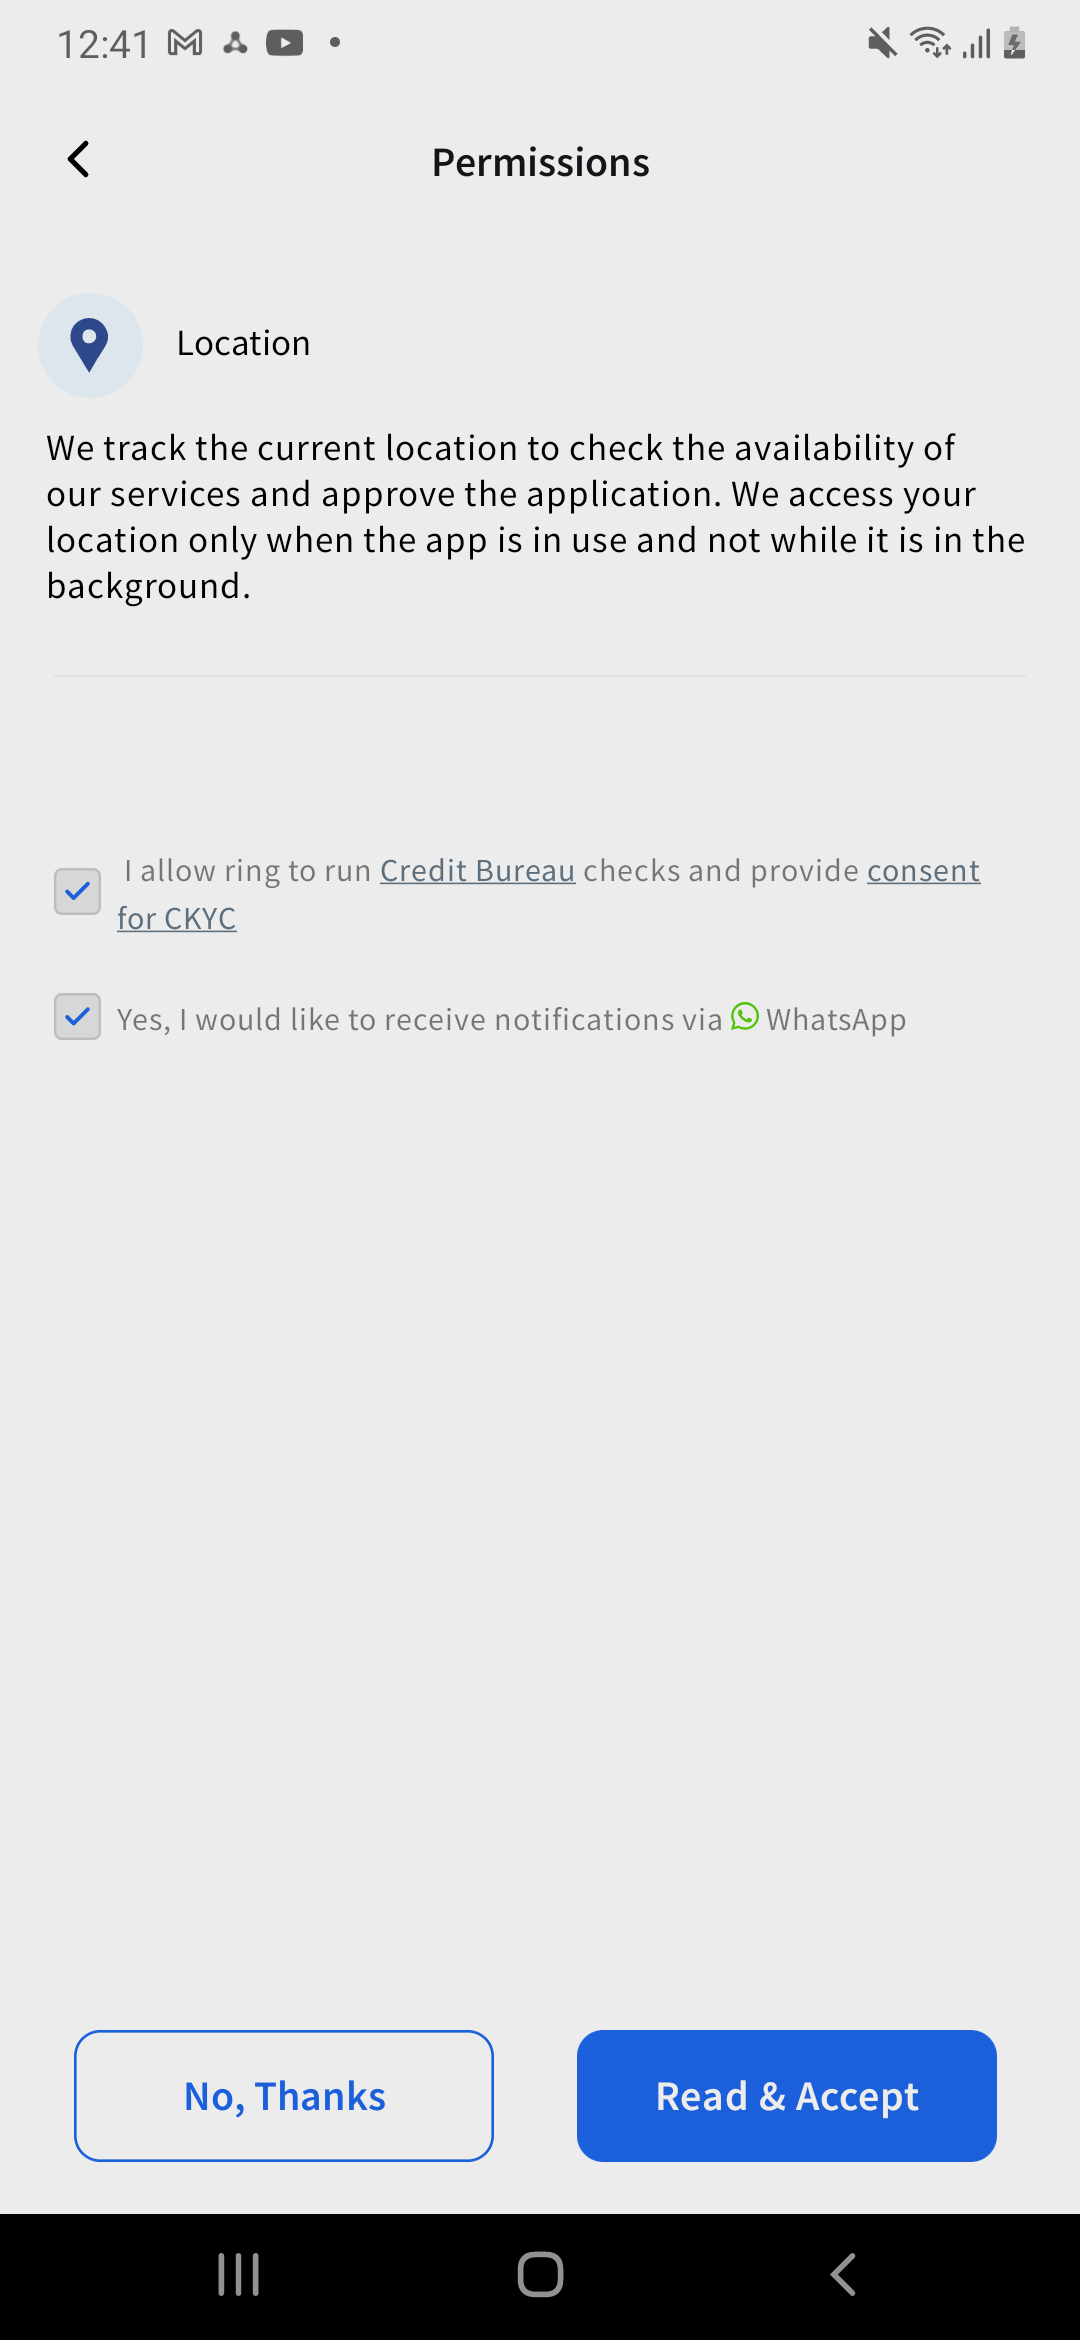 12:41
Permissions
Location
We track the current location to check the availability of
our services and approve the application. We access your
location only when the app is in use and not while it is in the
background.
I allow ring to run Credit Bureau checks and provide consent
for CKYC
Yes, I would like to receive notifications via WhatsApp
No, Thanks
Read & Accept